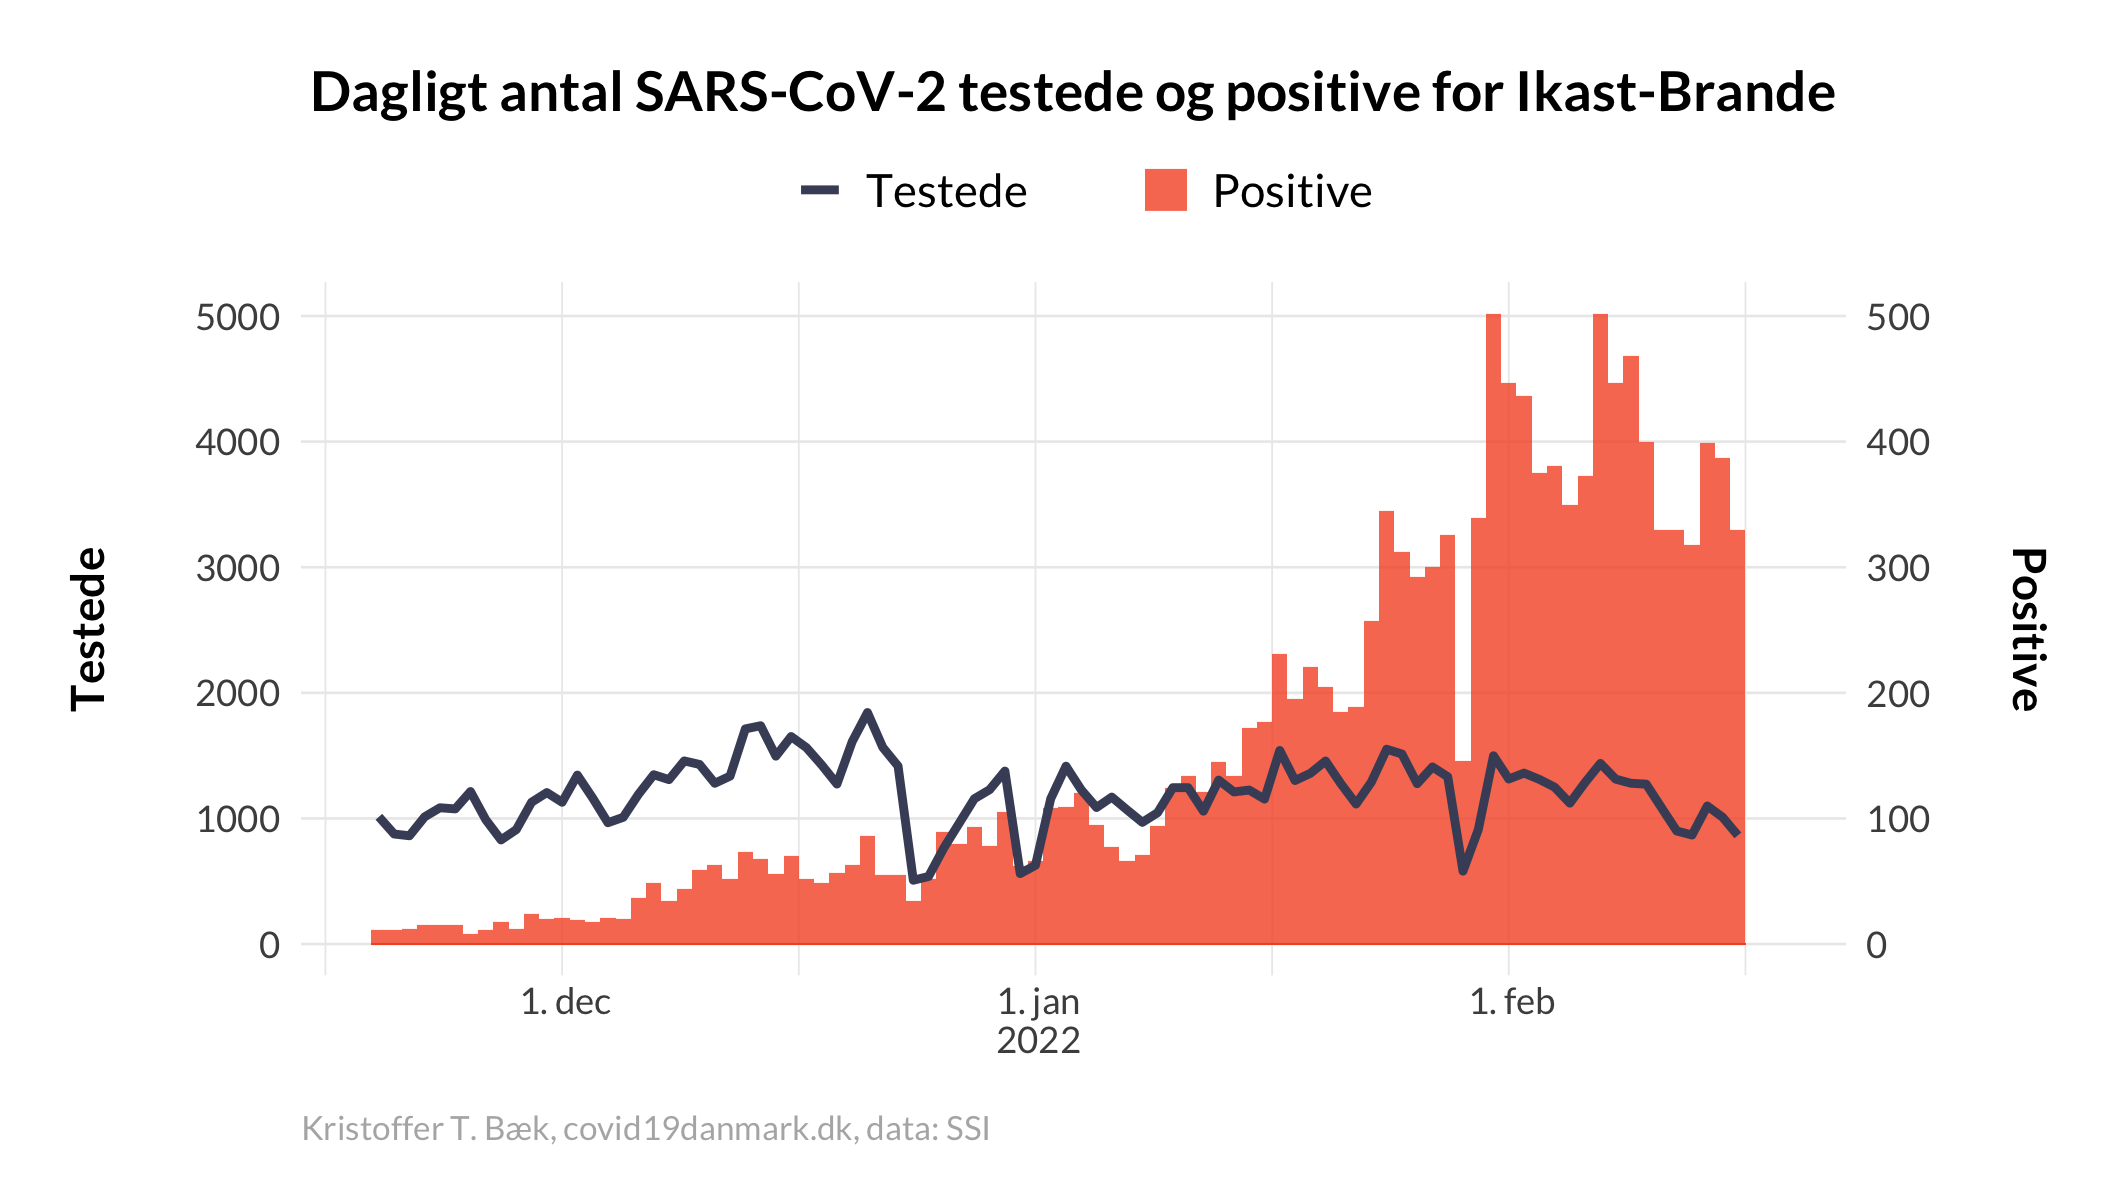 Dagligt antal SARS-CoV-2 testede og positive for Ikast-Brande
Testede
Positive
5000
4000
3000
2000
1000
0
500
400
300
200
100
0
Testede
Positive
1. dec
1. jan
2022
1. feb
Kristoffer T. Bæk, covid19danmark.dk, data: SSI